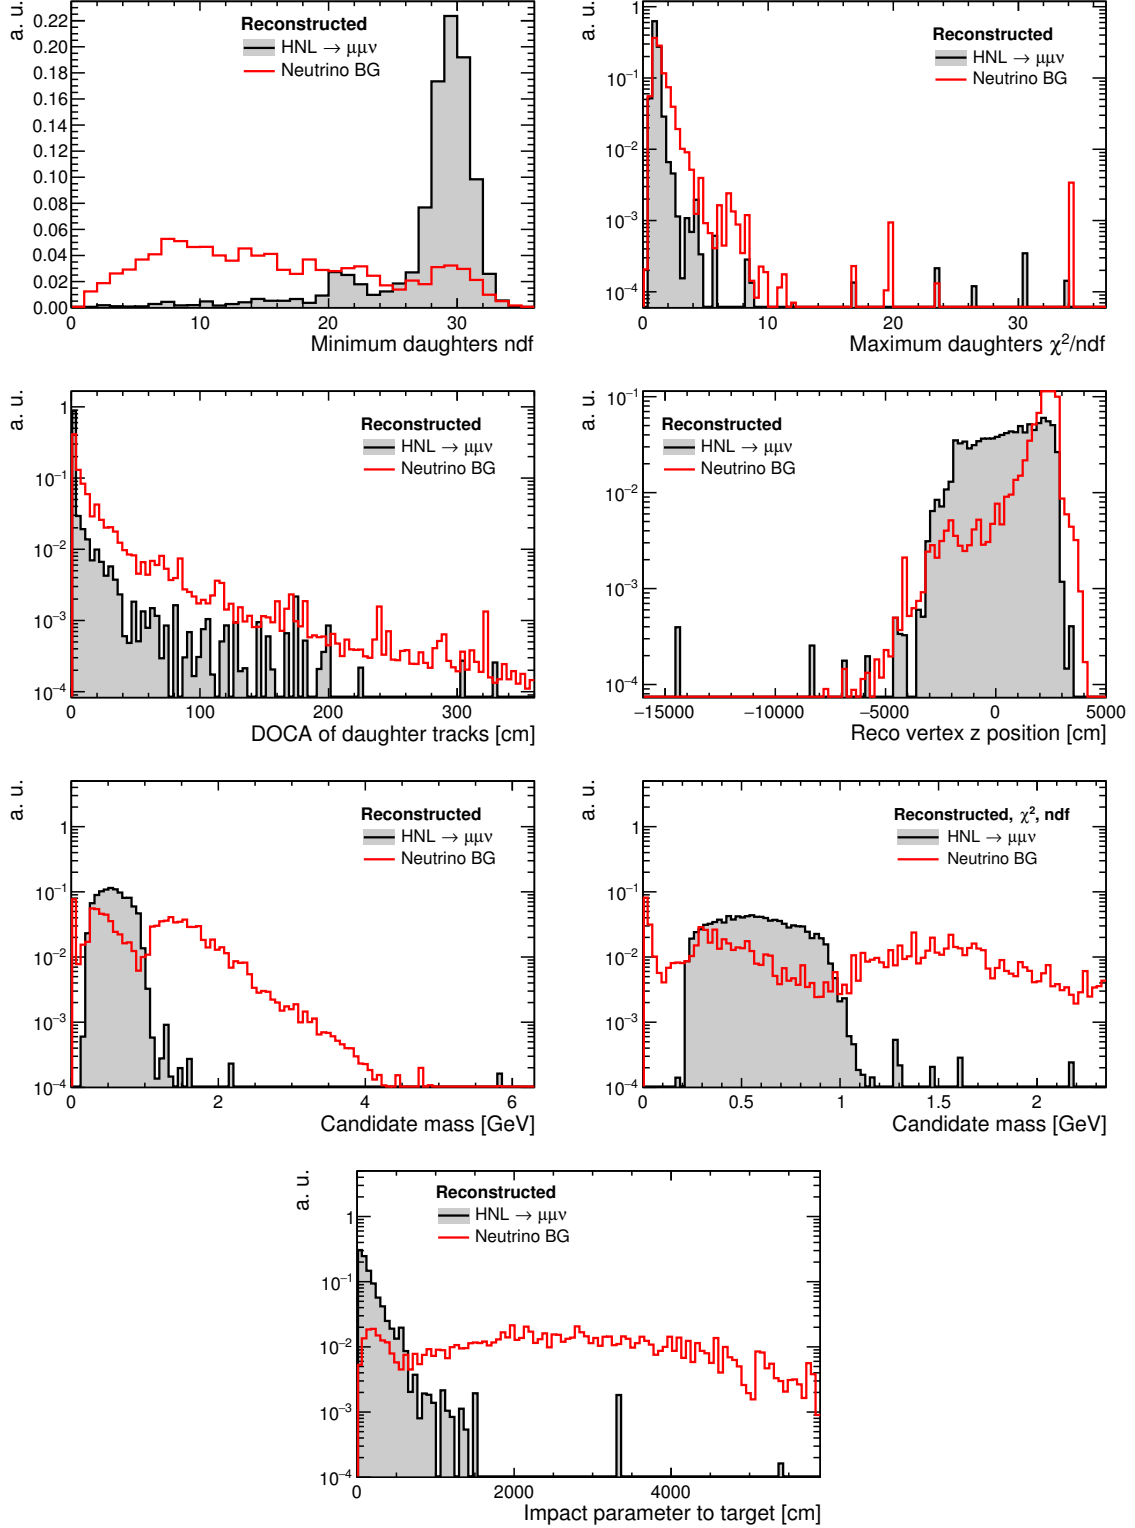 a. u.
Reconstructed
HNL → μμν
Neutrino BG
0.22
0.20
0.18
0.16
0.14
0.12
0.10
0.08
0.06
0.04
0.02
0.00
0 10 20 30
Minimum daughters ndf
a. u.
Reconstructed
HNL → μμν
Neutrino BG
1
10⁻¹
10⁻²
10⁻³
10⁻⁴
0 10 20 30
Maximum daughters χ²/ndf
a. u.
Reconstructed
HNL → μμν
Neutrino BG
1
10⁻¹
10⁻²
10⁻³
10⁻⁴
0 100 200 300
DOCA of daughter tracks [cm]
a. u.
Reconstructed
HNL → μμν
Neutrino BG
10⁻¹
10⁻²
10⁻³
10⁻⁴
−15000 −10000 −5000 0 5000
Reco vertex z position [cm]
a. u.
Reconstructed
HNL → μμν
Neutrino BG
1
10⁻¹
10⁻²
10⁻³
10⁻⁴
0 2 4 6
Candidate mass [GeV]
a. u.
Reconstructed, χ², ndf
HNL → μμν
Neutrino BG
1
10⁻¹
10⁻²
10⁻³
10⁻⁴
0 0.5 1 1.5 2
Candidate mass [GeV]
a. u.
Reconstructed
HNL → μμν
Neutrino BG
1
10⁻¹
10⁻²
10⁻³
10⁻⁴
0 2000 4000
Impact parameter to target [cm]